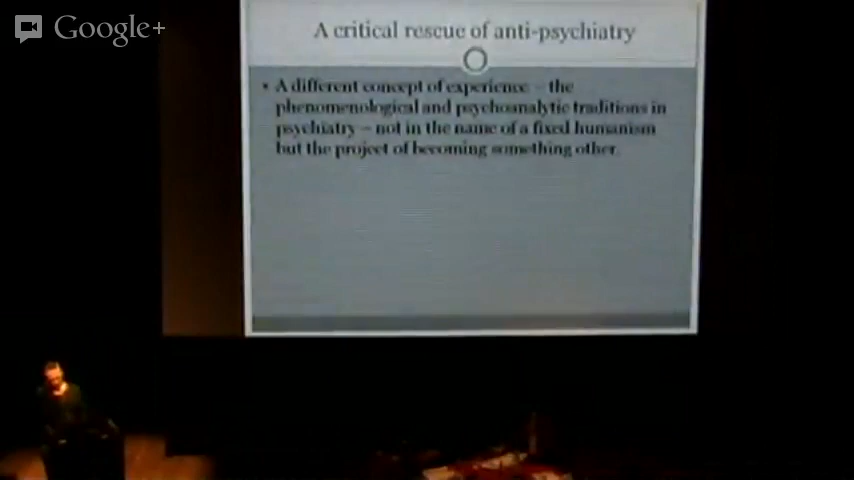 Google+
A critical rescue of anti-psychiatry
• A different concept of experience – the
phenomenological and psychoanalytic traditions in
psychiatry – not in the name of a fixed humanism
but the project of becoming something other.